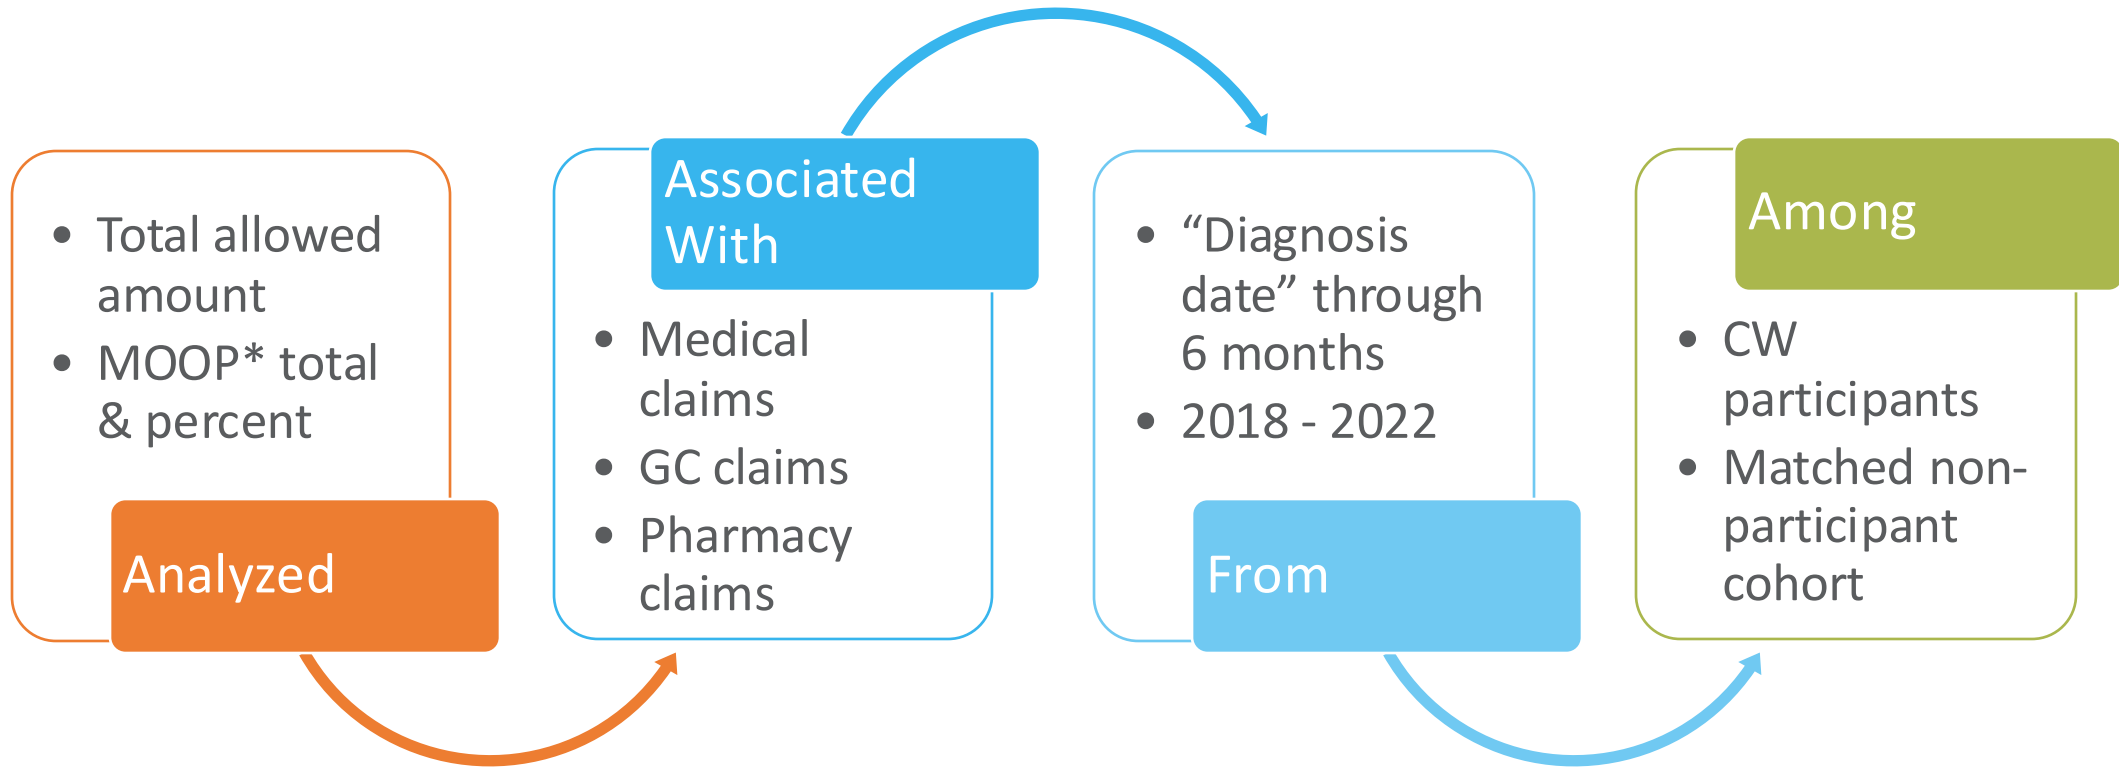 • Total allowed
amount
• MOOP* total
& percent
Analyzed
Associated
With
• Medical
claims
• GC claims
• Pharmacy
claims
• “Diagnosis
date” through
6 months
• 2018 - 2022
From
Among
• CW
participants
• Matched non-
participant
cohort